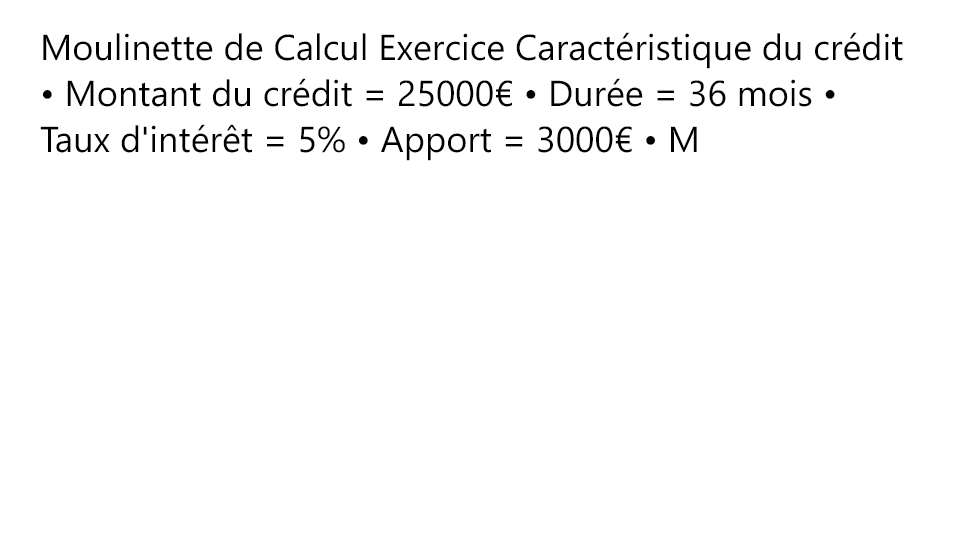 Moulinette de Calcul Exercice Caractéristique du crédit
• Montant du crédit = 25000€ • Durée = 36 mois •
Taux d'intérêt = 5% • Apport = 3000€ • M